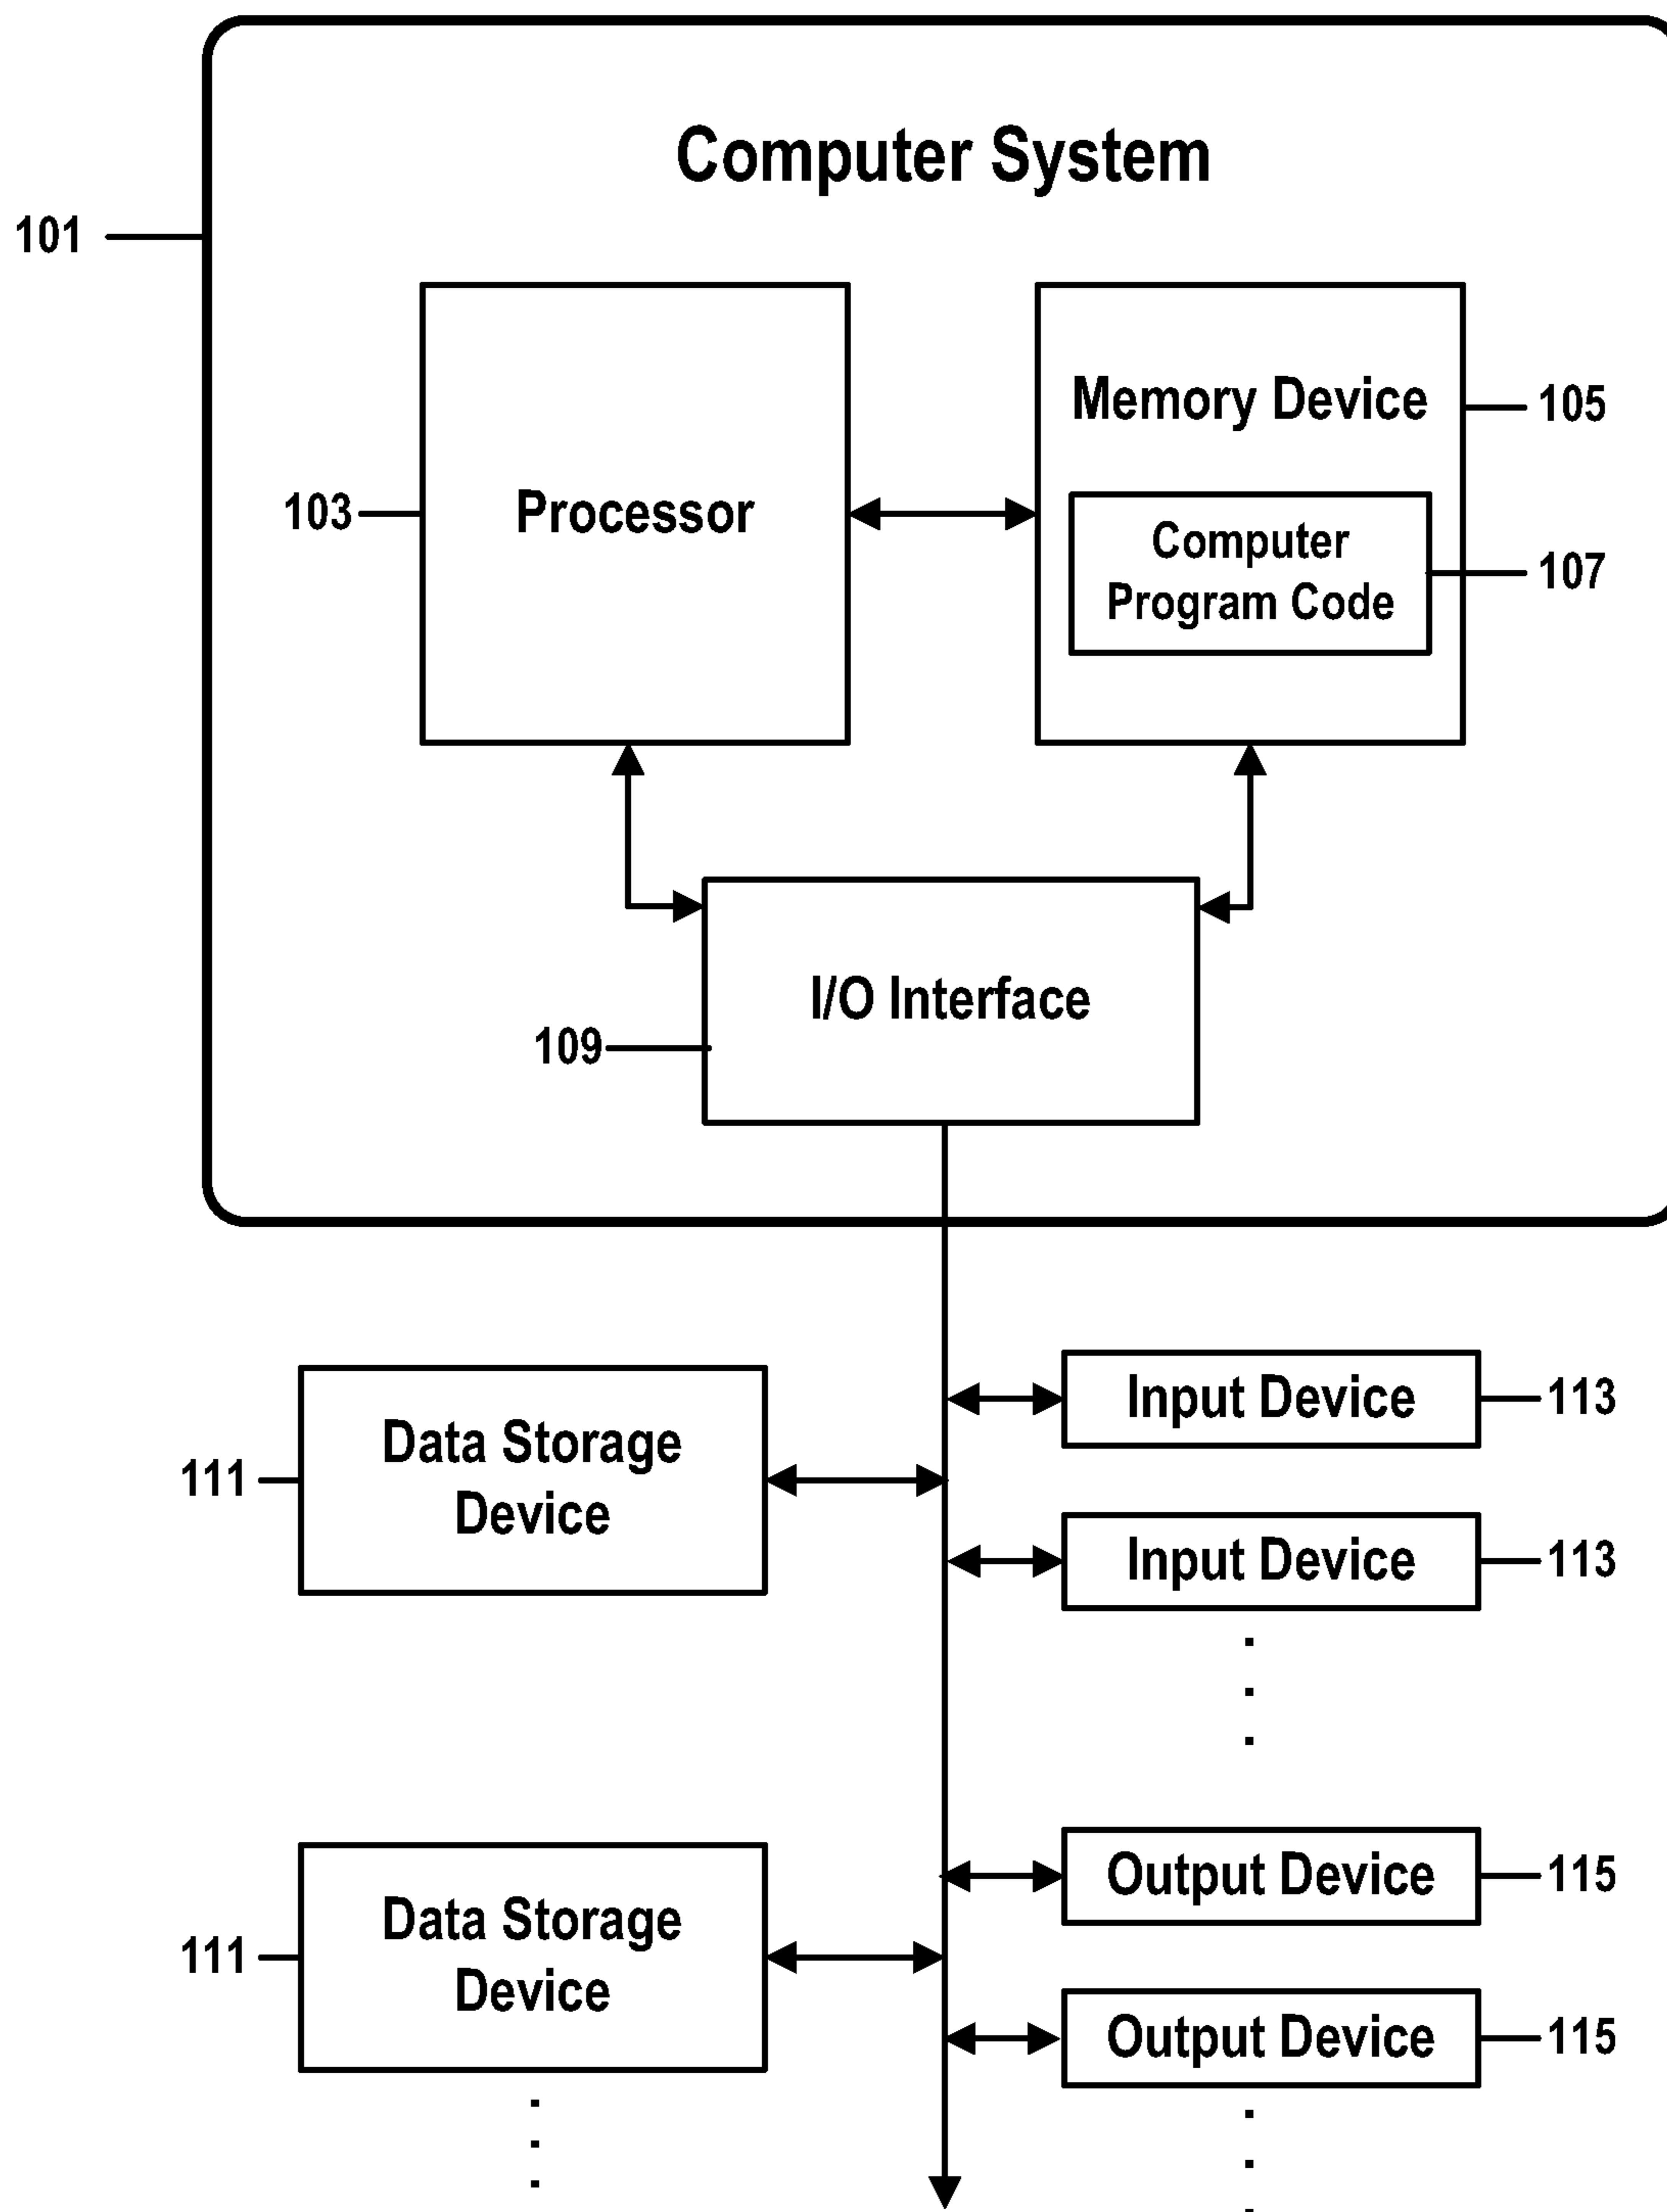 Computer System
101
Processor
103
Memory Device
105
Computer
Program Code
107
I/O Interface
109
Data Storage
Device
111
Input Device
113
Input Device
113
Data Storage
Device
111
Output Device
115
Output Device
115